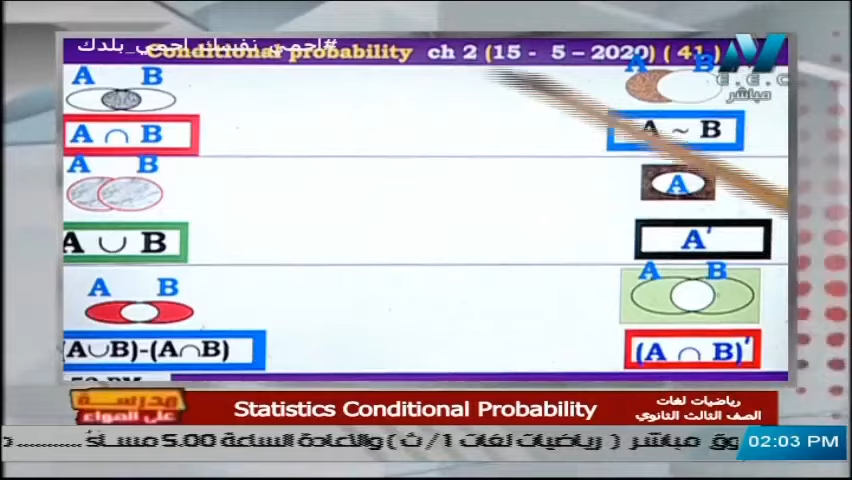 #احمي_نفسك_احمي_بلدك
Conditional probability ch 2 (15 - 5 – 2020) ( 41 )
E.E.C
مباشر
A B
A ∩ B
A B
A ~ B
A B
A ∪ B
A
A′
A B
(A∪B)-(A∩B)
A B
(A ∩ B)′
مدرسة على الهواء
Statistics Conditional Probability
رياضيات لغات
الصف الثالث الثانوي
مباشر ( رياضيات لغات 1/ ث ) والاعادة الساعة 5.00 مساءً
02:03 PM